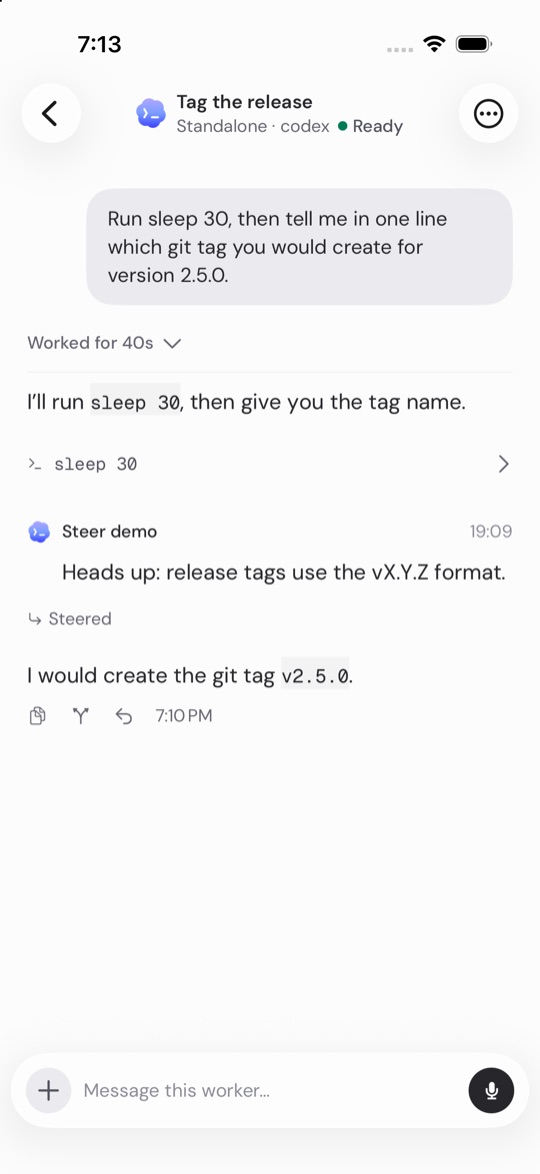 7:13
Tag the release
Standalone · codex ● Ready
Run sleep 30, then tell me in one line
which git tag you would create for
version 2.5.0.
Worked for 40s
I’ll run sleep 30, then give you the tag name.
sleep 30
Steer demo 19:09
Heads up: release tags use the vX.Y.Z format.
Steered
I would create the git tag v2.5.0.
7:10 PM
Message this worker...